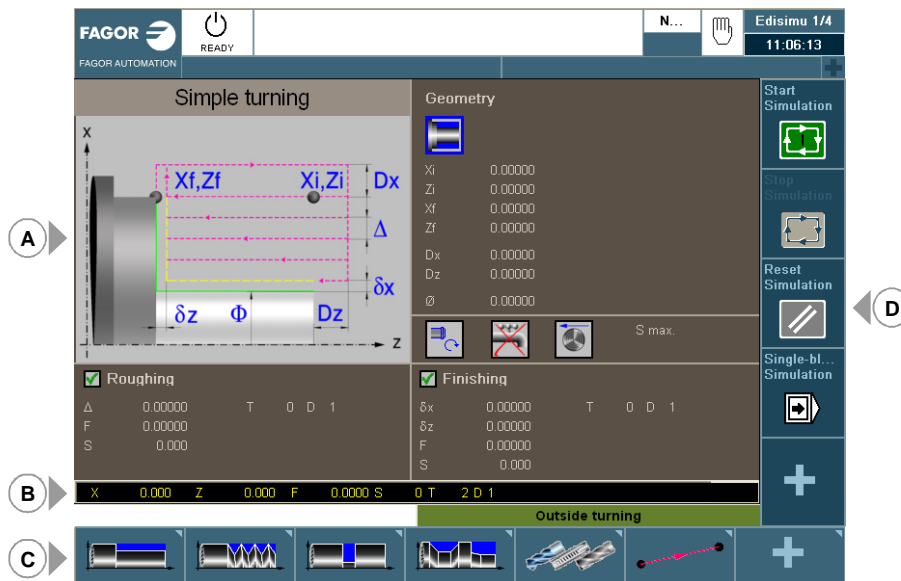 FAGOR
READY
N...
Edisimu 1/4
11:06:13
FAGOR AUTOMATION
Simple turning
X
Xf,Zf
Xi,Zi
Dx
Δ
δx
δz
Φ
Dz
Z
Geometry
Xi 0.00000
Zi 0.00000
Xf 0.00000
Zf 0.00000
Dx 0.00000
Dz 0.00000
Ø 0.00000
S max.
Roughing
Δ 0.00000 T 0 D 1
F 0.00000
S 0.000
Finishing
δx 0.00000 T 0 D 1
δz 0.00000
F 0.00000
S 0.000
X 0.000 Z 0.000 F 0.0000 S 0 T 2 D 1
Outside turning
Start
Simulation
Stop
Simulation
Reset
Simulation
Single-bl...
Simulation
A
B
C
D